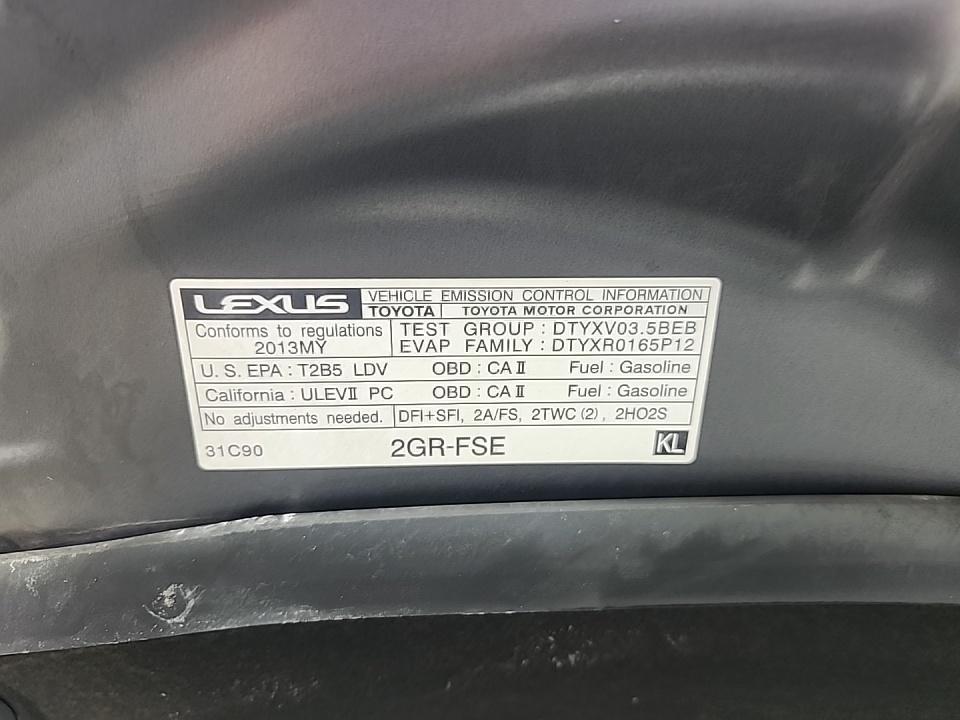 LEXUS VEHICLE EMISSION CONTROL INFORMATION
TOYOTA TOYOTA MOTOR CORPORATION
Conforms to regulations 2013MY
TEST GROUP : DTYXV03.5BEB
EVAP FAMILY : DTYXR0165P12
U. S. EPA : T2B5 LDV OBD : CA II Fuel : Gasoline
California : ULEVII PC OBD : CA II Fuel : Gasoline
No adjustments needed. DFI+SFI, 2A/FS, 2TWC (2) , 2HO2S
31C90 2GR-FSE KL